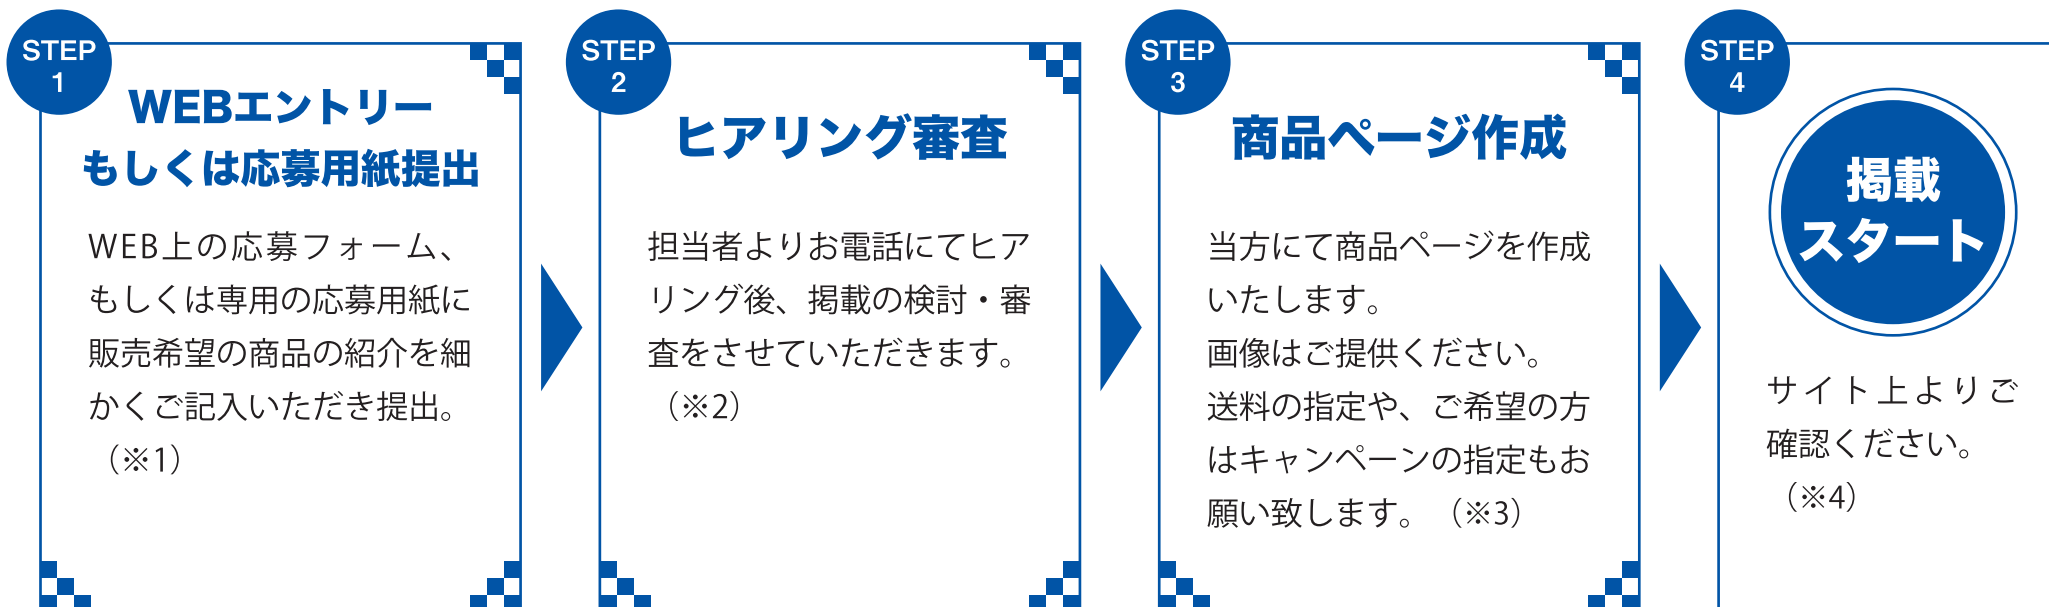 STEP
1
WEBエントリー
もしくは応募用紙提出
WEB上の応募フォーム、
もしくは専用の応募用紙に
販売希望の商品の紹介を細
かくご記入いただき提出。
（※1）
STEP
2
ヒアリング審査
担当者よりお電話にてヒア
リング後、掲載の検討・審
査をさせていただきます。
（※2）
STEP
3
商品ページ作成
当方にて商品ページを作成
いたします。
画像はご提供ください。
送料の指定や、ご希望の方
はキャンペーンの指定もお
願い致します。（※3）
STEP
4
掲載
スタート
サイト上よりご
確認ください。
（※4）